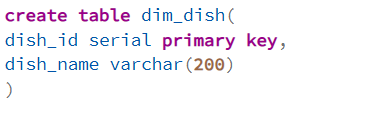 create table dim_dish(
dish_id serial primary key,
dish_name varchar(200)
)